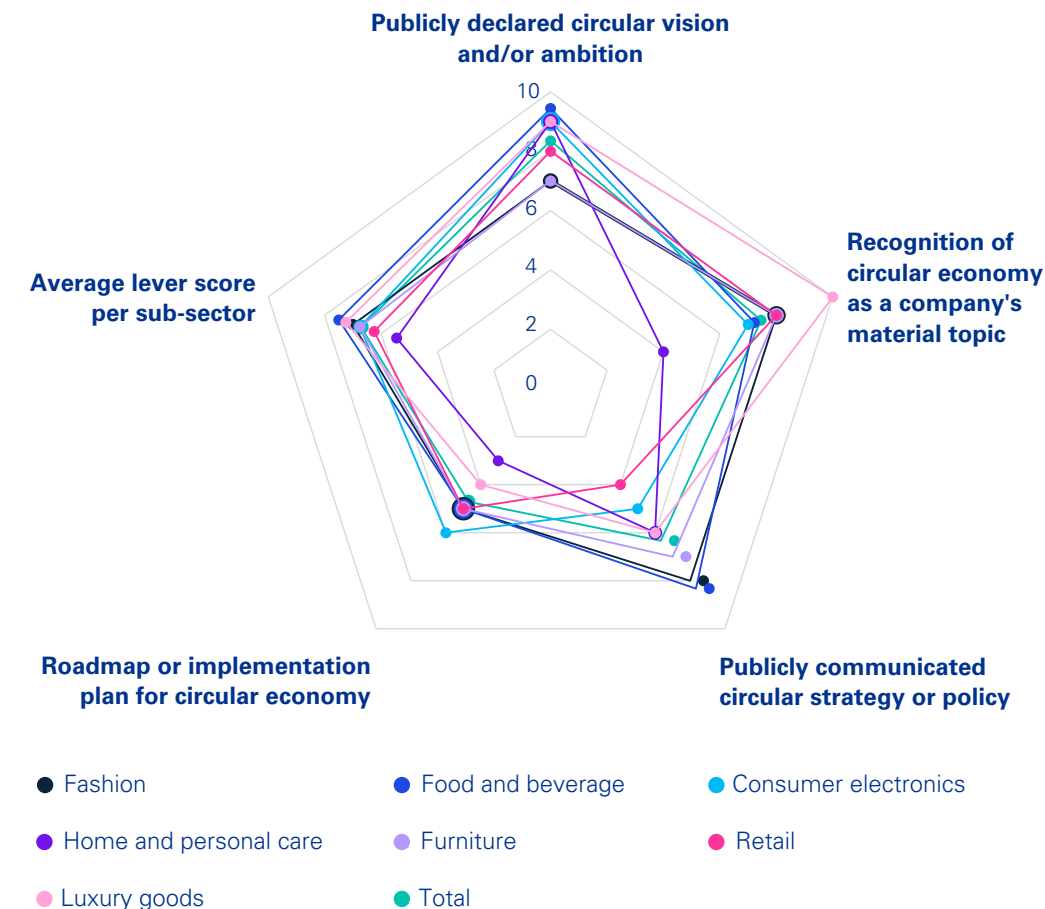 Publicly declared circular vision
and/or ambition
10
8
6
4
2
0
Recognition of
circular economy
as a company's
material topic
Average lever score
per sub-sector
Roadmap or implementation
plan for circular economy
Publicly communicated
circular strategy or policy
Fashion
Food and beverage
Consumer electronics
Home and personal care
Furniture
Retail
Luxury goods
Total